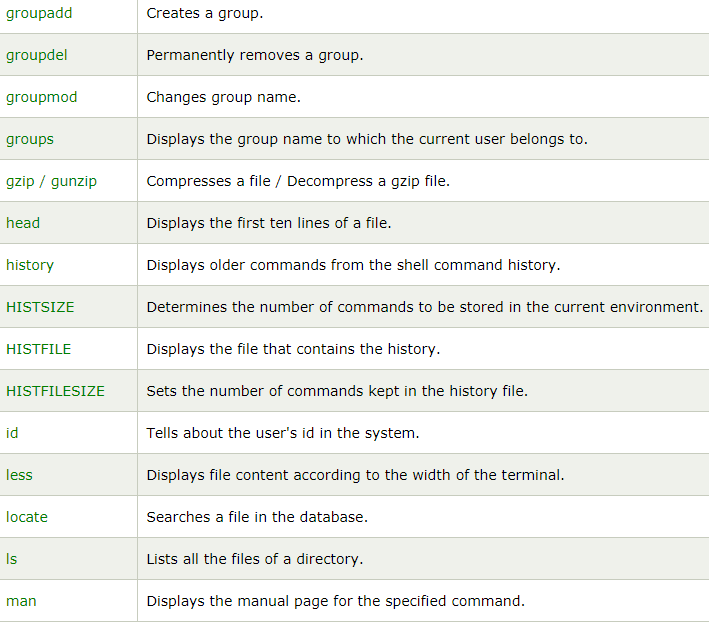 groupadd Creates a group.
groupdel Permanently removes a group.
groupmod Changes group name.
groups Displays the group name to which the current user belongs to.
gzip / gunzip Compresses a file / Decompress a gzip file.
head Displays the first ten lines of a file.
history Displays older commands from the shell command history.
HISTSIZE Determines the number of commands to be stored in the current environment.
HISTFILE Displays the file that contains the history.
HISTFILESIZE Sets the number of commands kept in the history file.
id Tells about the user's id in the system.
less Displays file content according to the width of the terminal.
locate Searches a file in the database.
ls Lists all the files of a directory.
man Displays the manual page for the specified command.